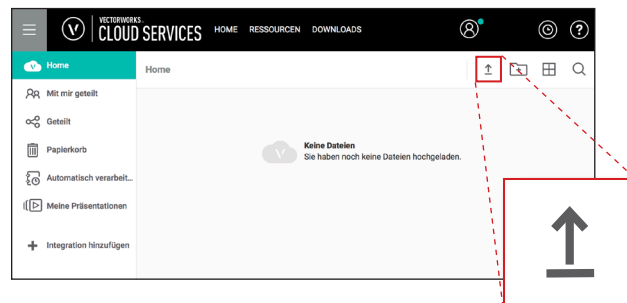 VECTORWORKS
CLOUD SERVICES
HOME RESSOURCEN DOWNLOADS
?
Home
Home
Mit mir geteilt
Geteilt
Papierkorb
Automatisch verarbeit...
Meine Präsentationen
Integration hinzufügen
Keine Dateien
Sie haben noch keine Dateien hochgeladen.